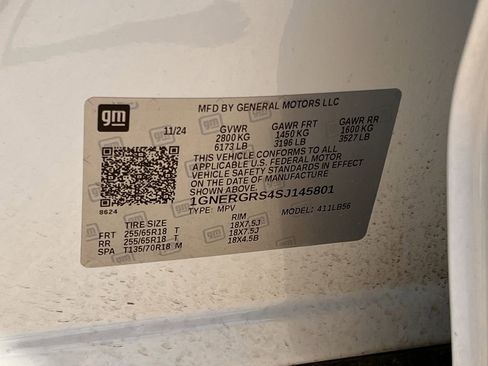 gm
MFD BY GENERAL MOTORS LLC
11/24 GVWR GAWR FRT GAWR RR
2800 KG 1450 KG 1600 KG
6173 LB 3196 LB 3527 LB
THIS VEHICLE CONFORMS TO ALL
APPLICABLE U.S. FEDERAL MOTOR
VEHICLE SAFETY STANDARDS IN EFFECT
ON THE DATE OF MANUFACTURE
SHOWN ABOVE.
1GNERGRS4SJ145801
8624 TYPE: MPV MODEL: 411LB56
TIRE SIZE RIM
FRT 255/65R18 T 18X7.5J
RR 255/65R18 T 18X7.5J
SPA T135/70R18 M 18X4.5B